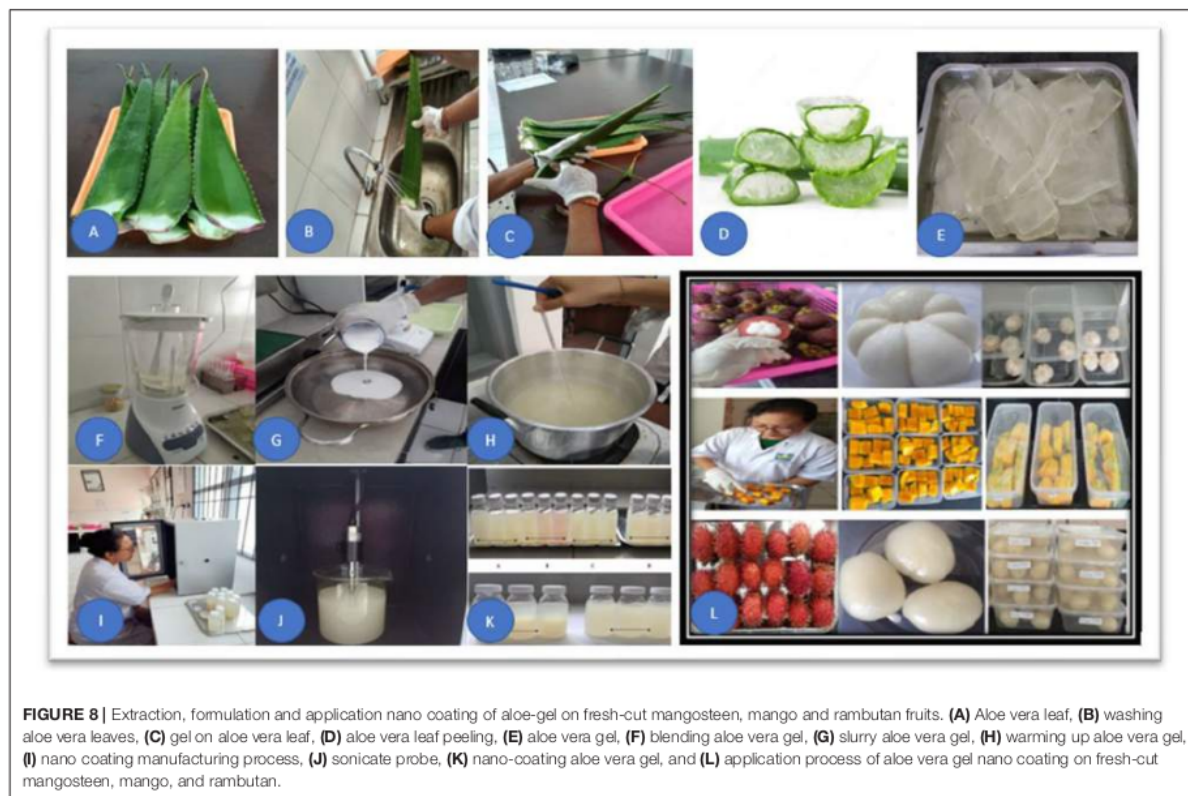 A
B
C
D
E
F
G
H
I
J
K
A B C D
L
FIGURE 8 | Extraction, formulation and application nano coating of aloe-gel on fresh-cut mangosteen, mango and rambutan fruits. (A) Aloe vera leaf, (B) washing
aloe vera leaves, (C) gel on aloe vera leaf, (D) aloe vera leaf peeling, (E) aloe vera gel, (F) blending aloe vera gel, (G) slurry aloe vera gel, (H) warming up aloe vera gel,
(I) nano coating manufacturing process, (J) sonicate probe, (K) nano-coating aloe vera gel, and (L) application process of aloe vera gel nano coating on fresh-cut
mangosteen, mango, and rambutan.